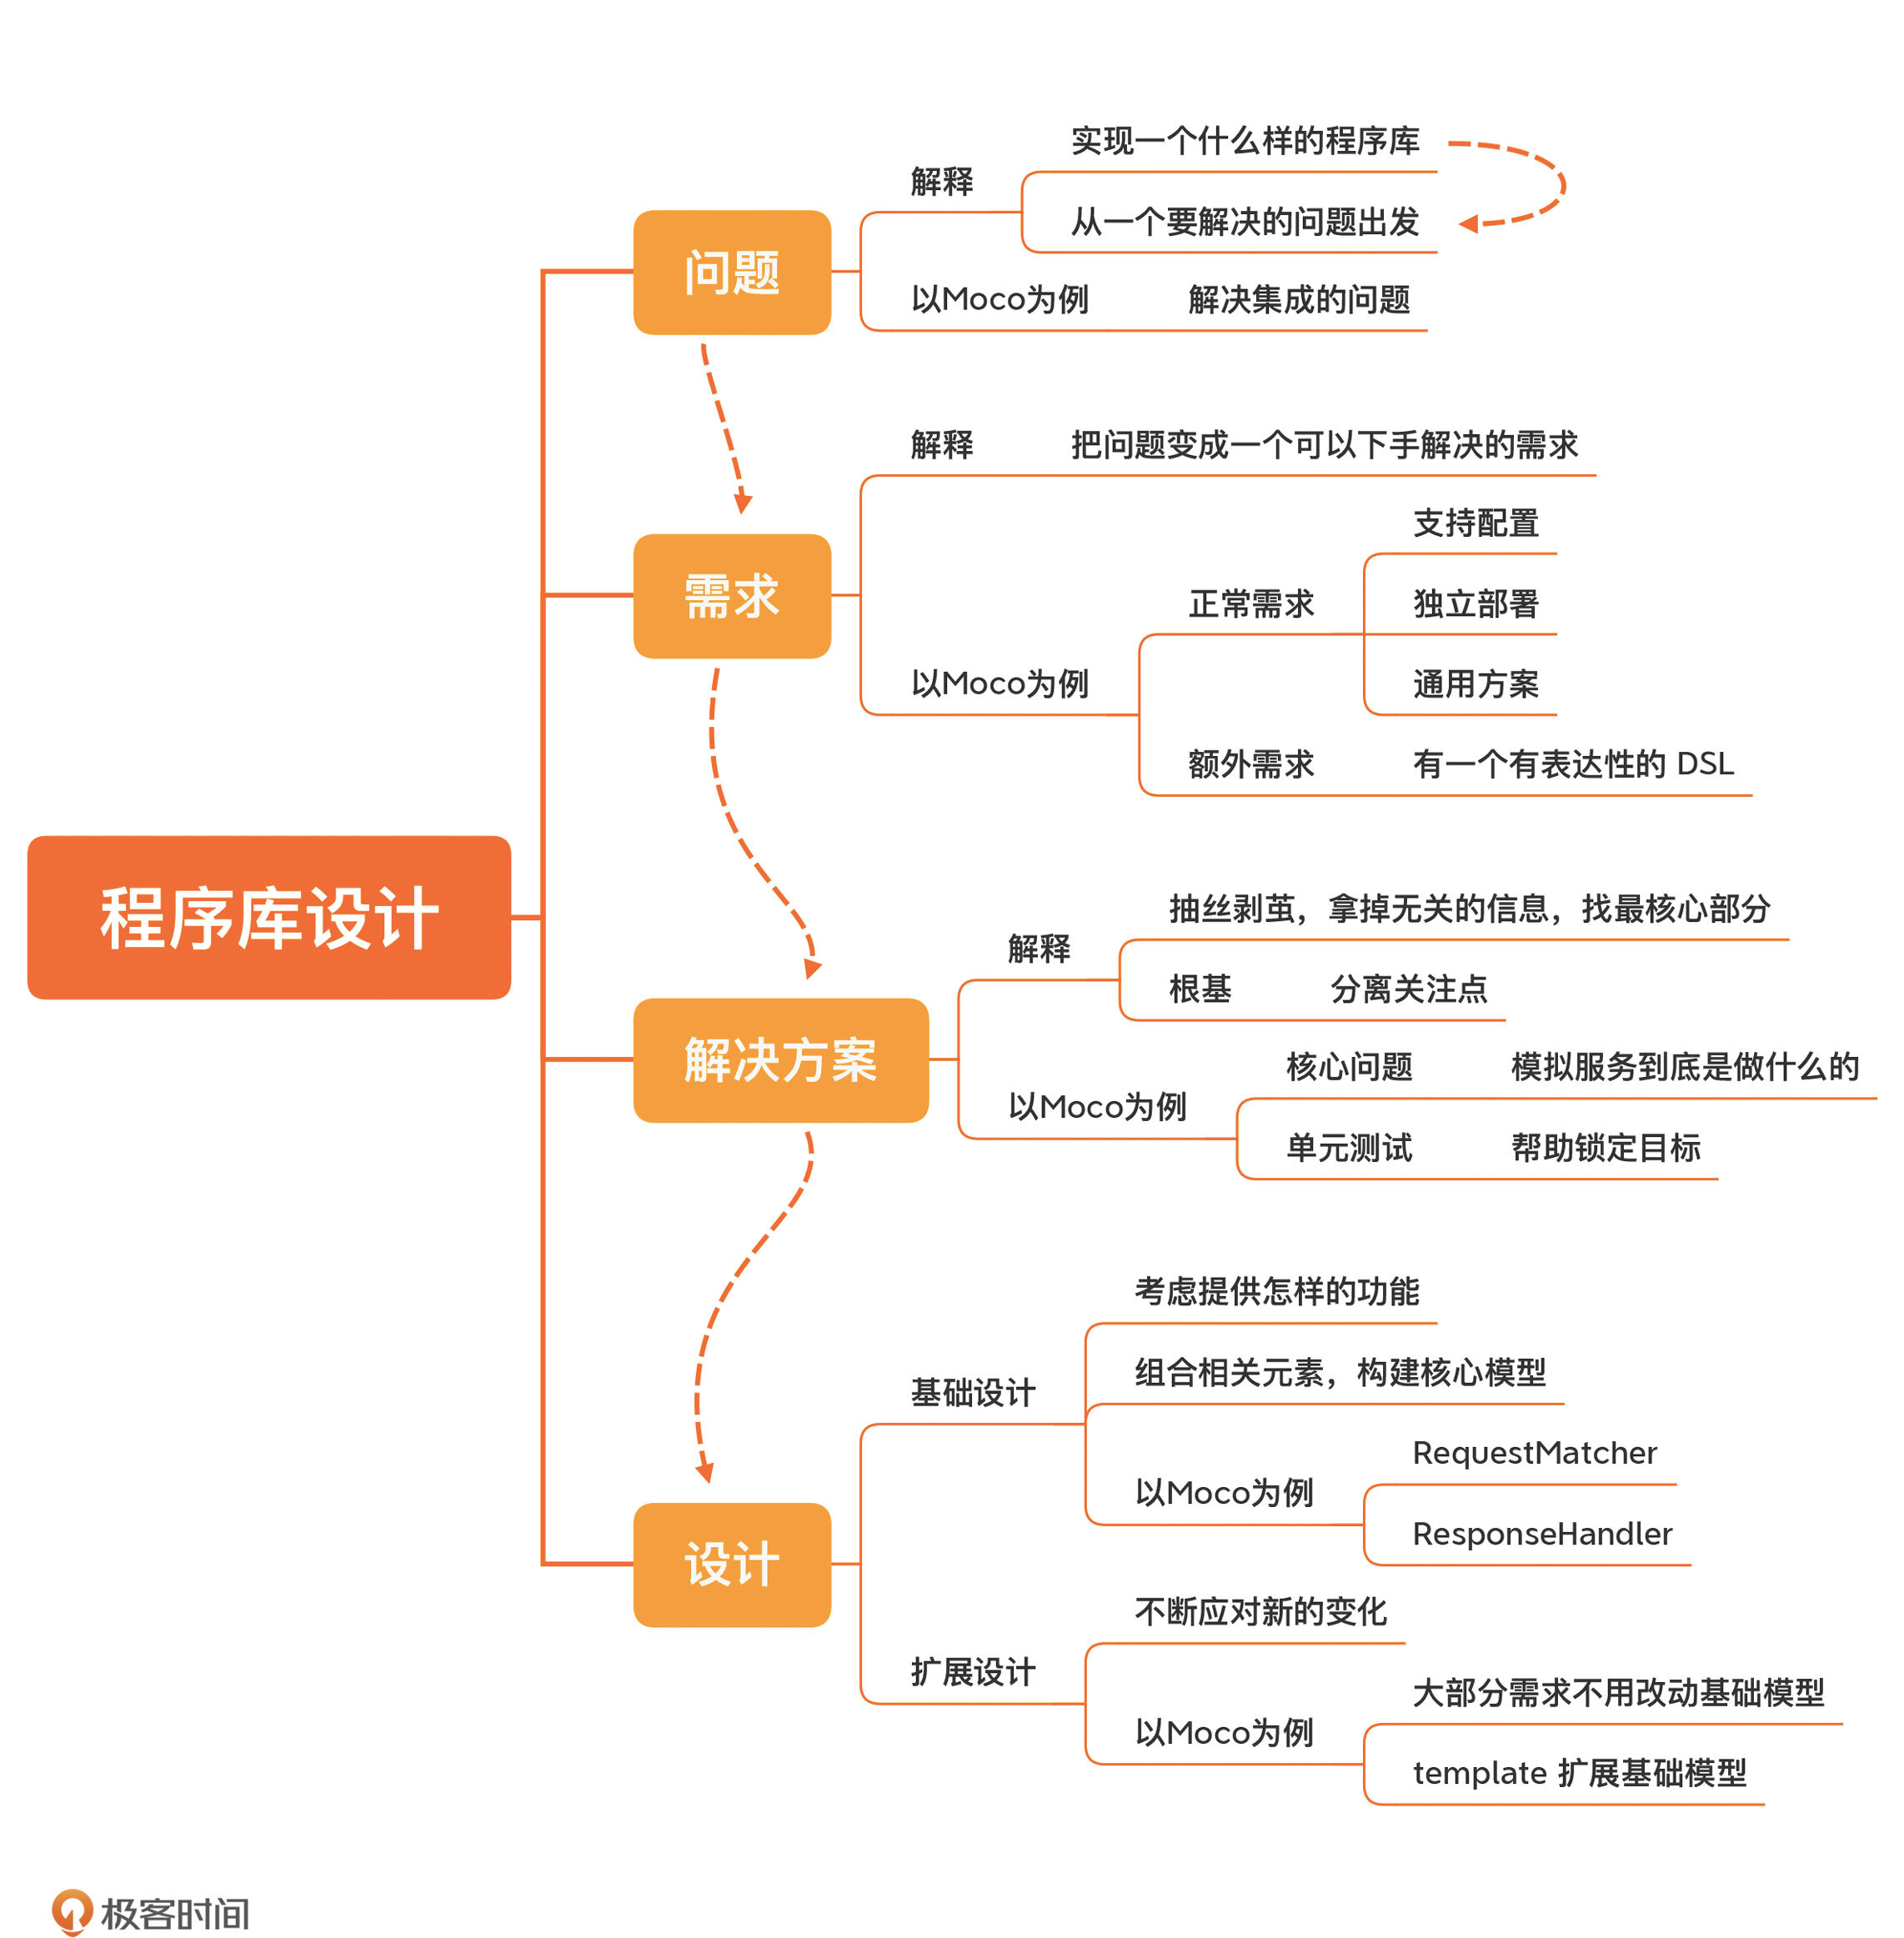 程序库设计
问题
解释
实现一个什么样的程序库
从一个要解决的问题出发
以Moco为例
解决集成的问题
需求
解释
把问题变成一个可以下手解决的需求
以Moco为例
正常需求
支持配置
独立部署
通用方案
额外需求
有一个有表达性的 DSL
解决方案
解释
抽丝剥茧，拿掉无关的信息，找最核心部分
根基
分离关注点
以Moco为例
核心问题
模拟服务到底是做什么的
单元测试
帮助锁定目标
设计
基础设计
考虑提供怎样的功能
组合相关元素，构建核心模型
以Moco为例
RequestMatcher
ResponseHandler
扩展设计
不断应对新的变化
以Moco为例
大部分需求不用改动基础模型
template 扩展基础模型
极客时间